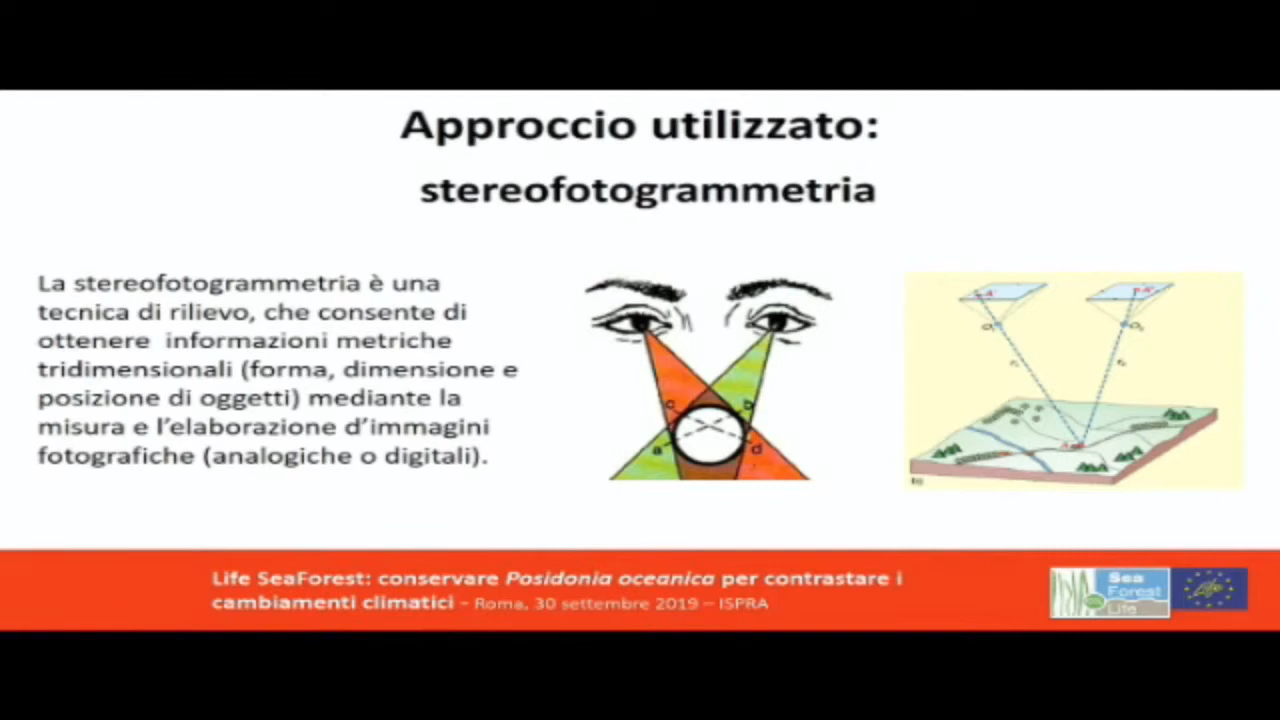 Approccio utilizzato:
stereofotogrammetria
La stereofotogrammetria è una
tecnica di rilievo, che consente di
ottenere informazioni metriche
tridimensionali (forma, dimensione e
posizione di oggetti) mediante la
misura e l'elaborazione d'immagini
fotografiche (analogiche o digitali).
c
b
a
d
b)
Life SeaForest: conservare Posidonia oceanica per contrastare i
cambiamenti climatici - Roma, 30 settembre 2019 – ISPRA
Sea
Forest
Life
Life